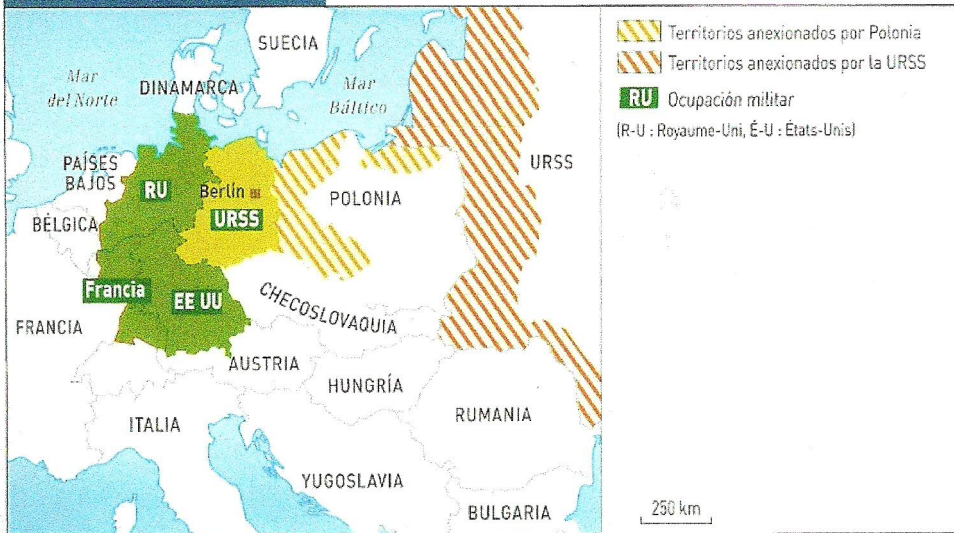 SUECIA
Mar
del Norte
DINAMARCA
Mar
Báltico
PAÍSES
BAJOS
RU
Berlín
URSS
POLONIA
URSS
BÉLGICA
Francia
EE UU
CHECOSLOVAQUIA
FRANCIA
AUSTRIA
HUNGRÍA
RUMANIA
ITALIA
YUGOSLAVIA
BULGARIA
Territorios anexionados por Polonia
Territorios anexionados por la URSS
RU Ocupación militar
(R-U : Royaume-Uni, É-U : États-Unis)
250 km